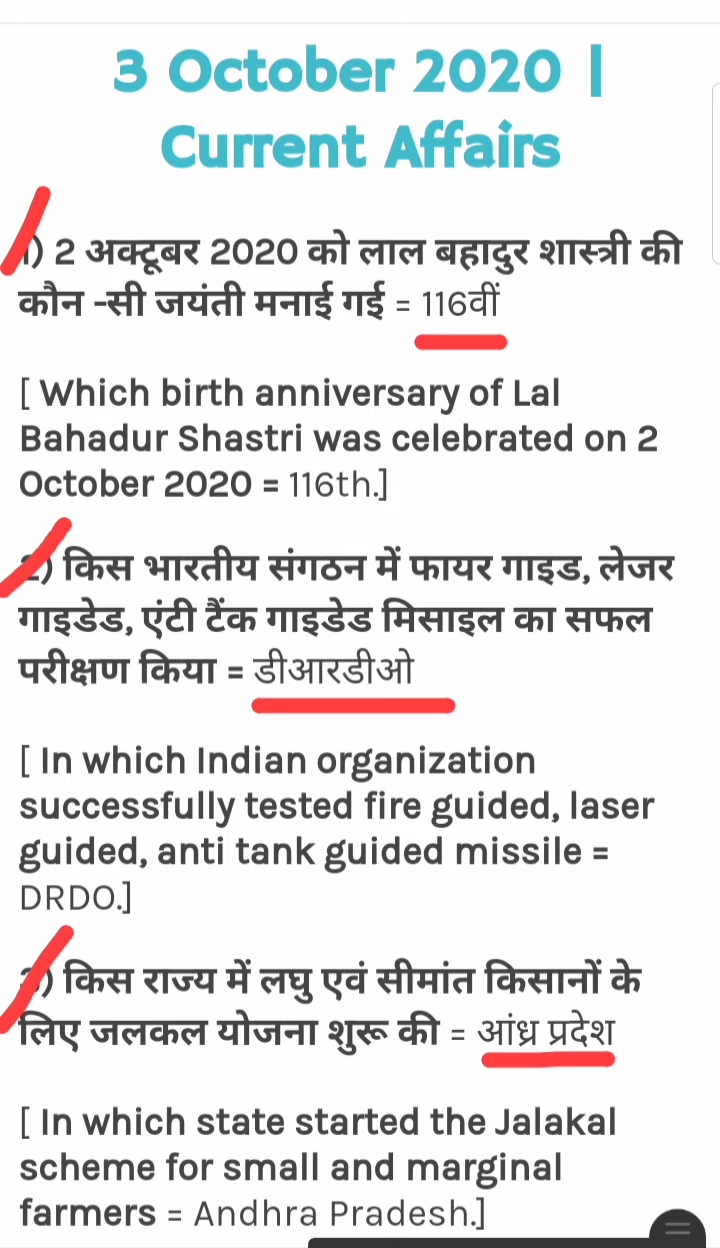 3 October 2020 |
Current Affairs
1) 2 अक्टूबर 2020 को लाल बहादुर शास्त्री की
कौन -सी जयंती मनाई गई = 116वीं
[ Which birth anniversary of Lal
Bahadur Shastri was celebrated on 2
October 2020 = 116th.]
2) किस भारतीय संगठन में फायर गाइड, लेजर
गाइडेड, एंटी टैंक गाइडेड मिसाइल का सफल
परीक्षण किया = डीआरडीओ
[ In which Indian organization
successfully tested fire guided, laser
guided, anti tank guided missile =
DRDO.]
3) किस राज्य में लघु एवं सीमांत किसानों के
लिए जलकल योजना शुरू की = आंध्र प्रदेश
[ In which state started the Jalakal
scheme for small and marginal
farmers = Andhra Pradesh.]